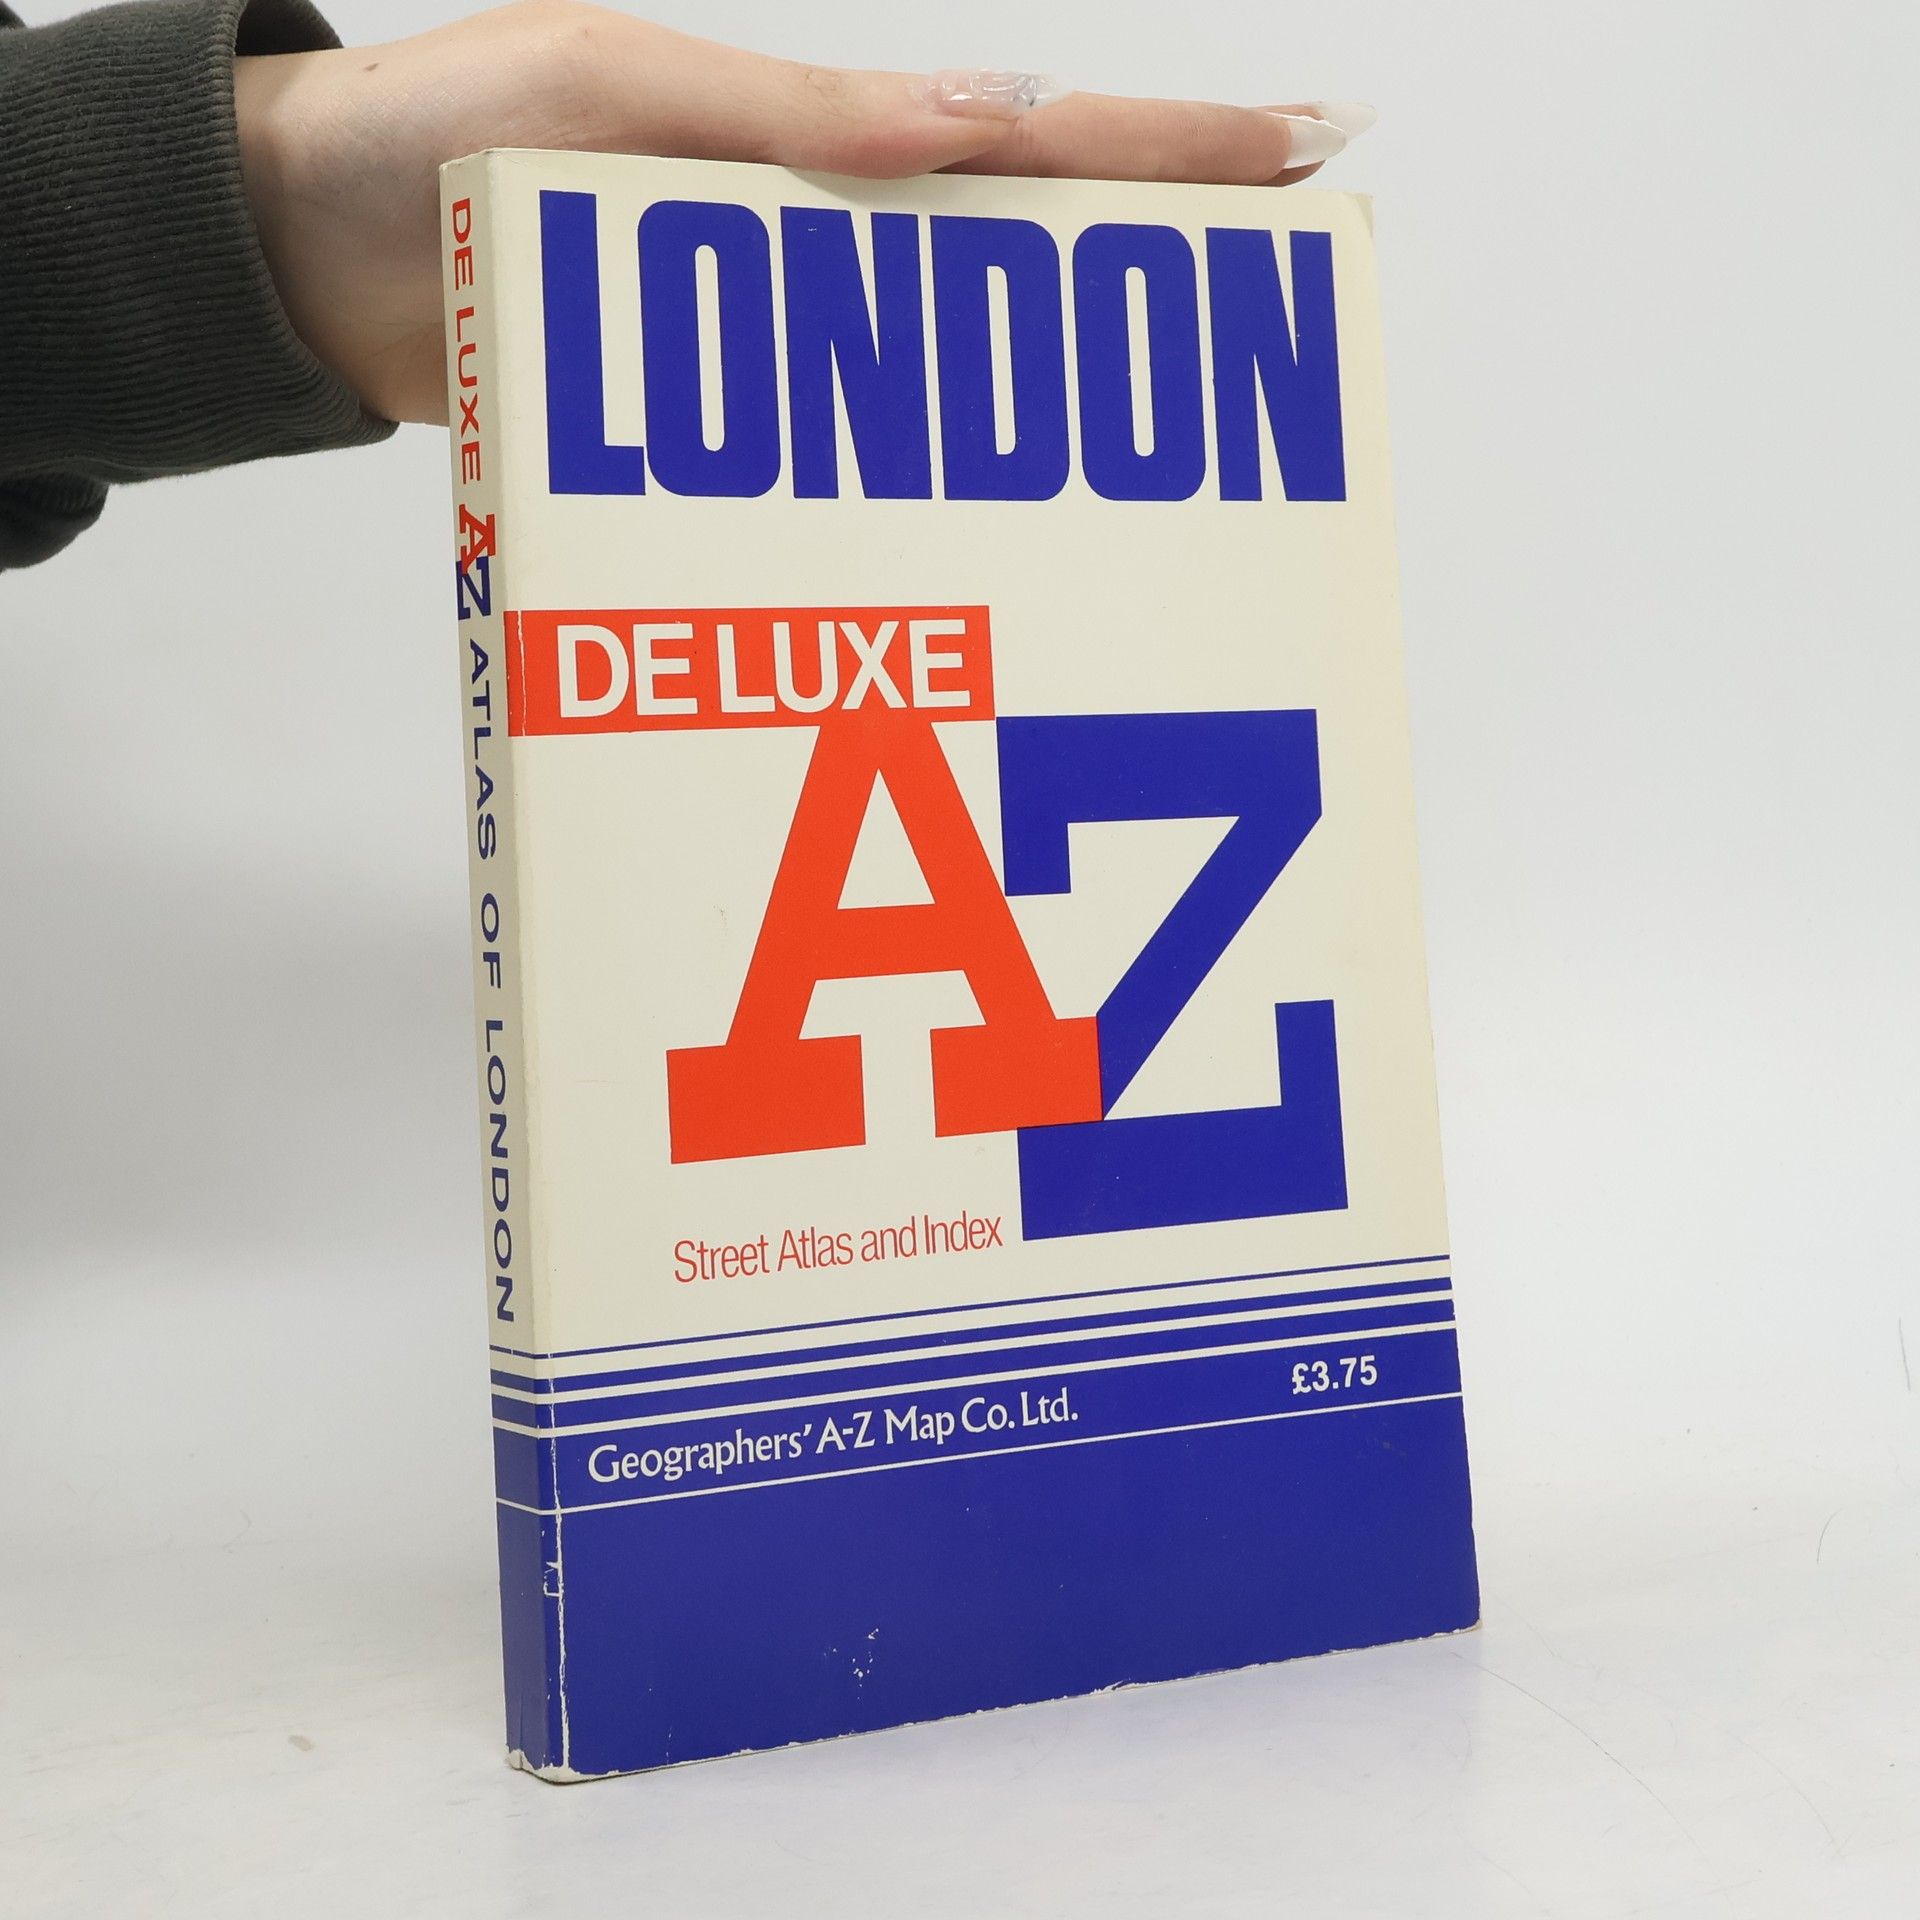 DE LUXE AZ ATLAS OF LONDON
LONDON
DE LUXE
AZ
Street Atlas and Index
Geographers' A-Z Map Co. Ltd.
£3.75